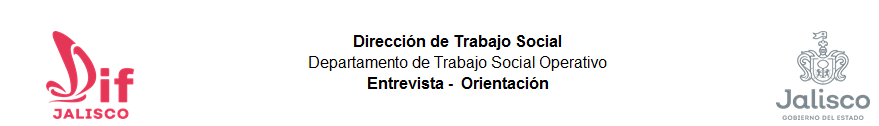 Dif
JALISCO
Dirección de Trabajo Social
Departamento de Trabajo Social Operativo
Entrevista - Orientación
Jalisco
GOBIERNO DEL ESTADO